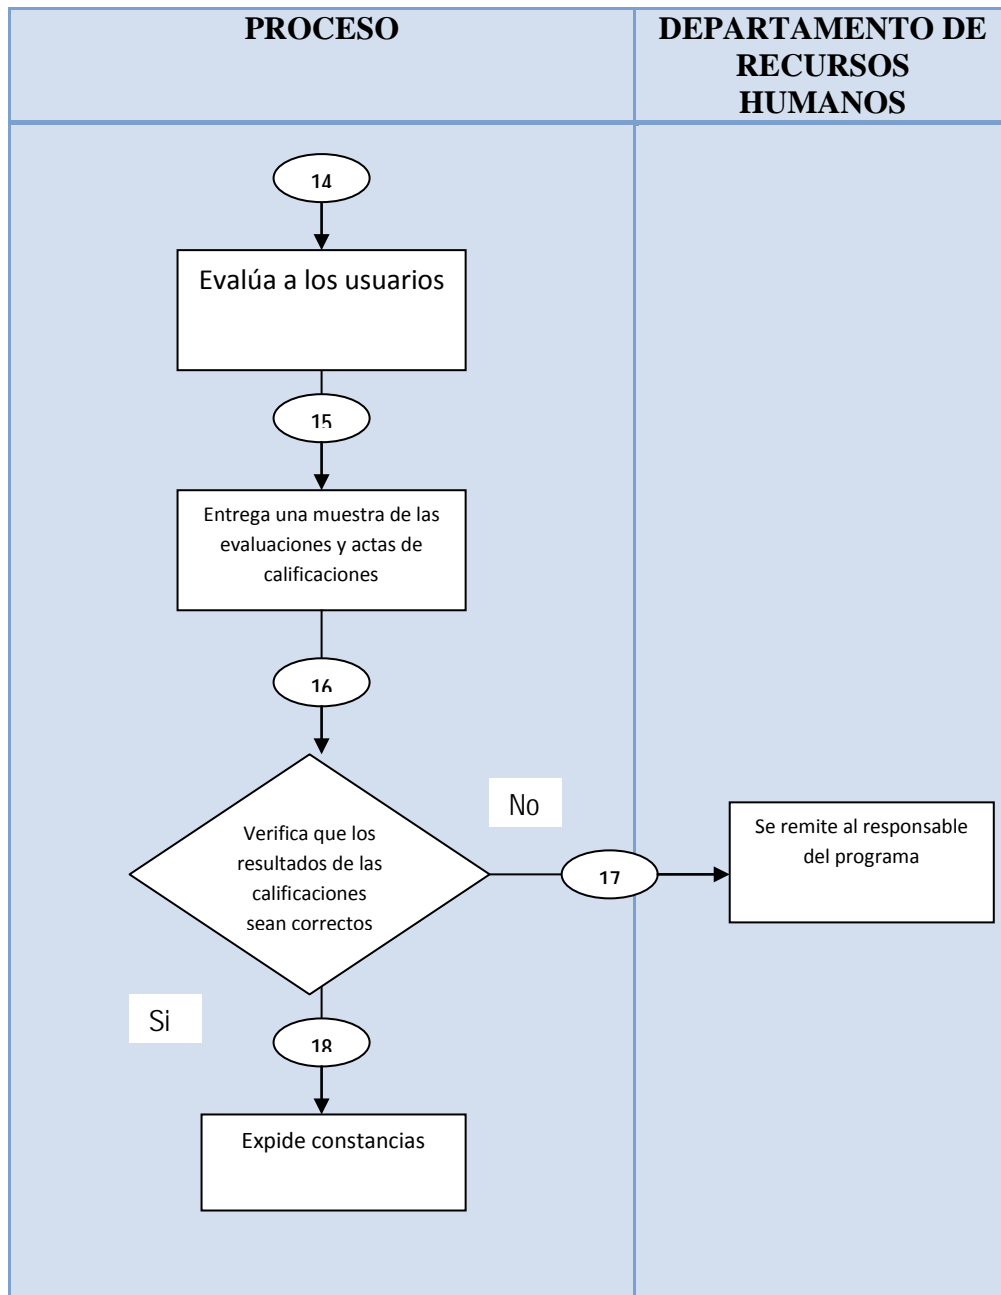 PROCESO
DEPARTAMENTO DE
RECURSOS
HUMANOS
14
Evalúa a los usuarios
15
Entrega una muestra de las
evaluaciones y actas de
calificaciones
16
Verifica que los
resultados de las
calificaciones
sean correctos
No
17
Se remite al responsable
del programa
Si
18
Expide constancias